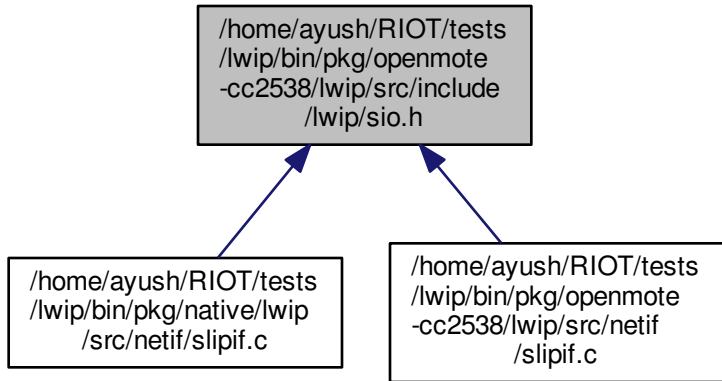 /home/ayush/RIOT/tests
/lwip/bin/pkg/openmote
-cc2538/lwip/src/include
/lwip/sio.h
/home/ayush/RIOT/tests
/lwip/bin/pkg/native/lwip
/src/netif/slipif.c
/home/ayush/RIOT/tests
/lwip/bin/pkg/openmote
-cc2538/lwip/src/netif
/slipif.c